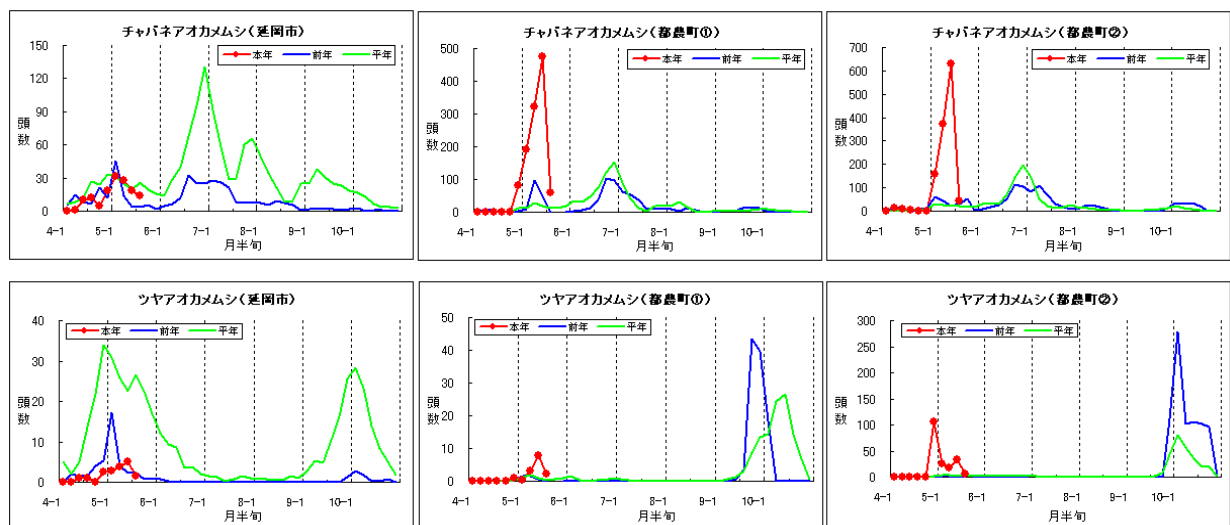 チャバネアオカメムシ(延岡市)
本年 前年 平年
150
120
90
60
30
0
頭数
4-1 5-1 6-1 7-1 8-1 9-1 10-1
月半旬
チャバネアオカメムシ(都農町①)
本年 前年 平年
500
400
300
200
100
0
頭数
4-1 5-1 6-1 7-1 8-1 9-1 10-1
月半旬
チャバネアオカメムシ(都農町②)
本年 前年 平年
700
600
500
400
300
200
100
0
頭数
4-1 5-1 6-1 7-1 8-1 9-1 10-1
月半旬
ツヤアオカメムシ(延岡市)
本年 前年 平年
40
30
20
10
0
頭数
4-1 5-1 6-1 7-1 8-1 9-1 10-1
月半旬
ツヤアオカメムシ(都農町①)
本年 前年 平年
50
40
30
20
10
0
頭数
4-1 5-1 6-1 7-1 8-1 9-1 10-1
月半旬
ツヤアオカメムシ(都農町②)
本年 前年 平年
300
250
200
150
100
50
0
頭数
4-1 5-1 6-1 7-1 8-1 9-1 10-1
月半旬